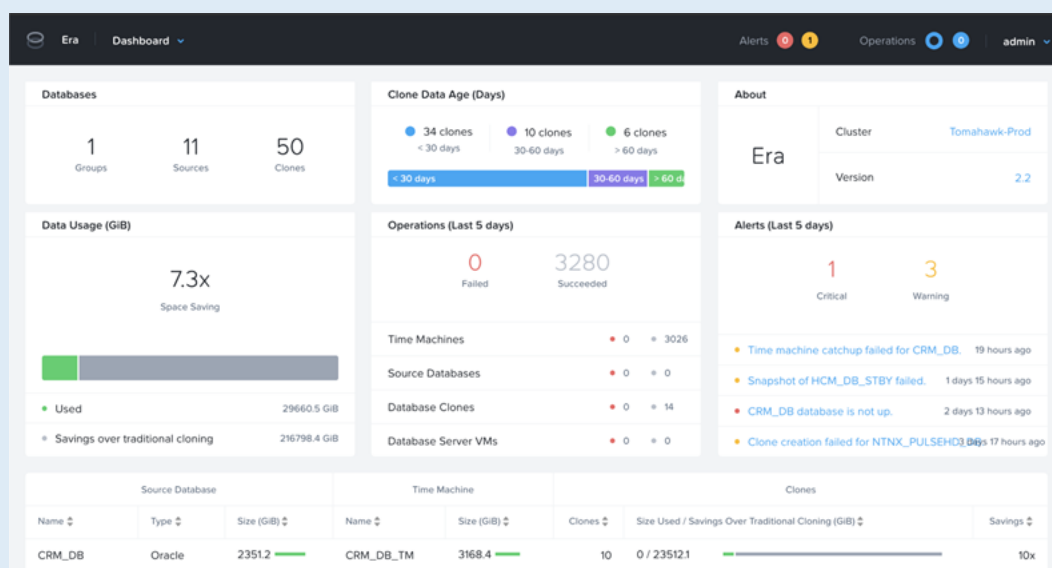 Era Dashboard Alerts 0 1 Operations 0 admin
Databases
1 11 50
Groups Sources Clones
Clone Data Age (Days)
34 clones 10 clones 6 clones
< 30 days 30-60 days > 60 days
< 30 days 30-60 days > 60 da
About
Era
Cluster Tomahawk-Prod
Version 2.2
Data Usage (GiB)
7.3x
Space Saving
Used 29660.5 GiB
Savings over traditional cloning 216798.4 GiB
Operations (Last 5 days)
0 3280
Failed Succeeded
Time Machines 0 3026
Source Databases 0 0
Database Clones 0 14
Database Server VMs 0 0
Alerts (Last 5 days)
1 3
Critical Warning
Time machine catchup failed for CRM_DB. 19 hours ago
Snapshot of HCM_DB_STBY failed. 1 days 15 hours ago
CRM_DB database is not up. 2 days 13 hours ago
Clone creation failed for days 17 hours ago
Source Database Time Machine Clones
Name Type Size (GiB) Name Size (GiB) Clones Size Used / Savings Over Traditional Cloning (GiB) Savings
CRM_DB Oracle 2351.2 CRM_DB_TM 3168.4 10 0 / 23512.1 10x